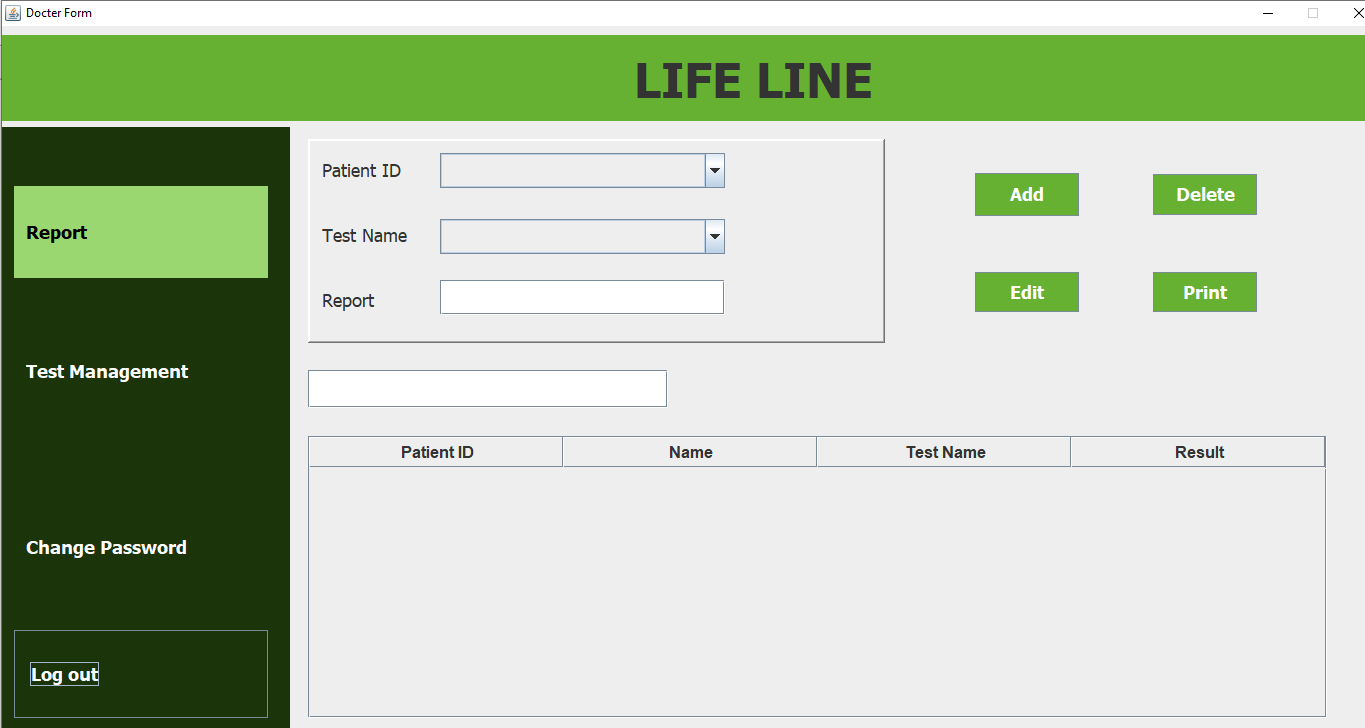 Docter Form
LIFE LINE
Report
Test Management
Change Password
Log out
Patient ID
Test Name
Report
Add
Delete
Edit
Print
Patient ID Name Test Name Result